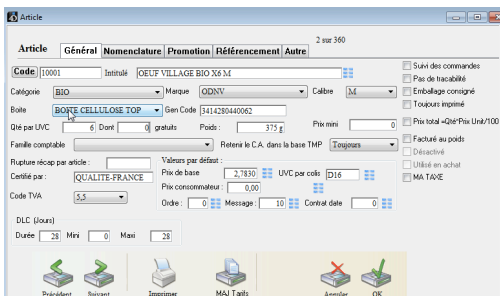 Article
2 sur 360
Article Général Nomenclature Promotion Référencement Autre
Code 10001 Intitulé OEUF VILLAGE BIO X6 M
Catégorie BIO Marque ODNV Calibre M
Boite BOITE CELLULOSE TOP Gen Code 3414280440062
Qté par UVC 6 Dont 0 gratuits Poids : 375 g Prix mini 0
Famille comptable Retenir le C.A. dans la base TMP Toujours
Rupture récap par article :
Certifié par : QUALITE-FRANCE
Code TVA 5,5
Valeurs par défaut :
Prix de base 2,7830 UVC par colis D16
Prix consommateur : 0,00
Ordre : 0 Message : 10 Contrat date 0
DLC (Jours)
Durée 28 Mini 0 Maxi 28
Suivi des commandes
Pas de tracabilité
Emballage consigné
Toujours imprimé
Prix total =Qté*Prix Unit/100
Facturé au poids
Désactivé
Utilisé en achat
MA TAXE
Précédent Suivant Imprimer MAJ Tarifs Annuler OK